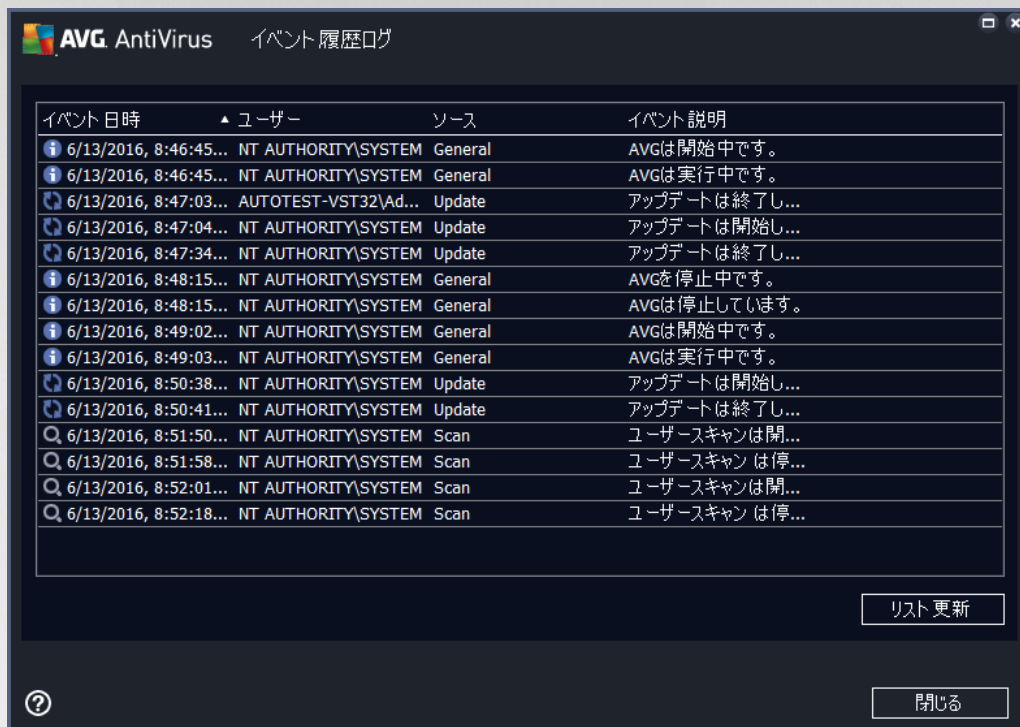 AVG. AntiVirus イベント履歴ログ
イベント日時 ユーザー ソース イベント説明
6/13/2016, 8:46:45... NT AUTHORITY\SYSTEM General AVGは開始中です。
6/13/2016, 8:46:45... NT AUTHORITY\SYSTEM General AVGは実行中です。
6/13/2016, 8:47:03... AUTOTEST-VST32\Ad... Update アップデートは終了し...
6/13/2016, 8:47:04... NT AUTHORITY\SYSTEM Update アップデートは開始し...
6/13/2016, 8:47:34... NT AUTHORITY\SYSTEM Update アップデートは終了し...
6/13/2016, 8:48:15... NT AUTHORITY\SYSTEM General AVGを停止中です。
6/13/2016, 8:48:15... NT AUTHORITY\SYSTEM General AVGは停止しています。
6/13/2016, 8:49:02... NT AUTHORITY\SYSTEM General AVGは開始中です。
6/13/2016, 8:49:03... NT AUTHORITY\SYSTEM General AVGは実行中です。
6/13/2016, 8:50:38... NT AUTHORITY\SYSTEM Update アップデートは開始し...
6/13/2016, 8:50:41... NT AUTHORITY\SYSTEM Update アップデートは終了し...
6/13/2016, 8:51:50... NT AUTHORITY\SYSTEM Scan ユーザースキャンは開...
6/13/2016, 8:51:58... NT AUTHORITY\SYSTEM Scan ユーザースキャン は停...
6/13/2016, 8:52:01... NT AUTHORITY\SYSTEM Scan ユーザースキャンは開...
6/13/2016, 8:52:18... NT AUTHORITY\SYSTEM Scan ユーザースキャン は停...
リスト更新
閉じる